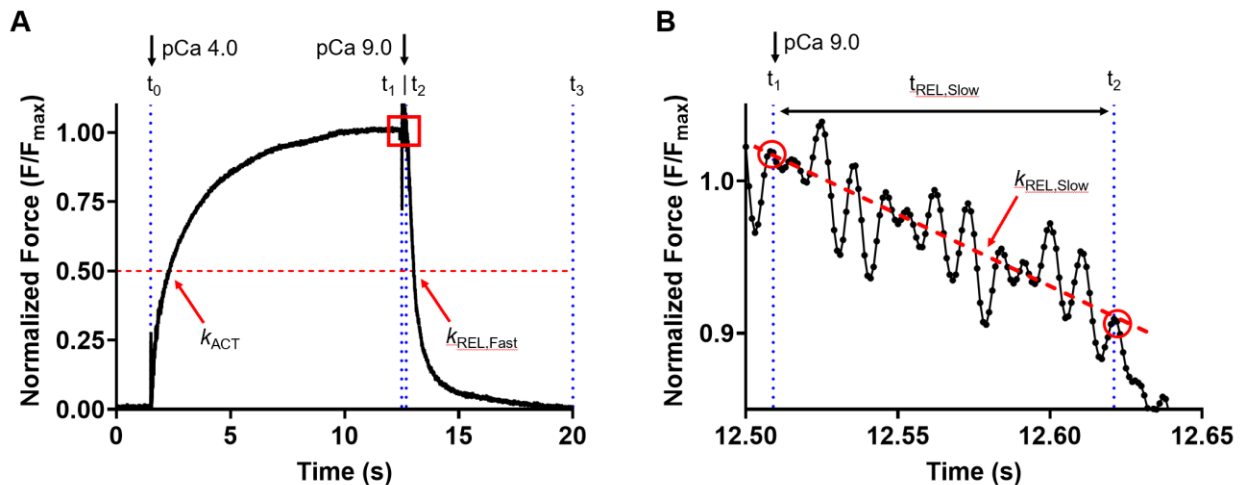 A
pCa 4.0
pCa 9.0
t0
t1
t2
t3
Normalized Force (F/Fmax)
1.00
0.75
0.50
0.25
0.00
kACT
kREL,Fast
0
5
10
15
20
Time (s)
B
pCa 9.0
t1
tREL,Slow
t2
Normalized Force (F/Fmax)
1.0
0.9
kREL,Slow
12.50
12.55
12.60
12.65
Time (s)